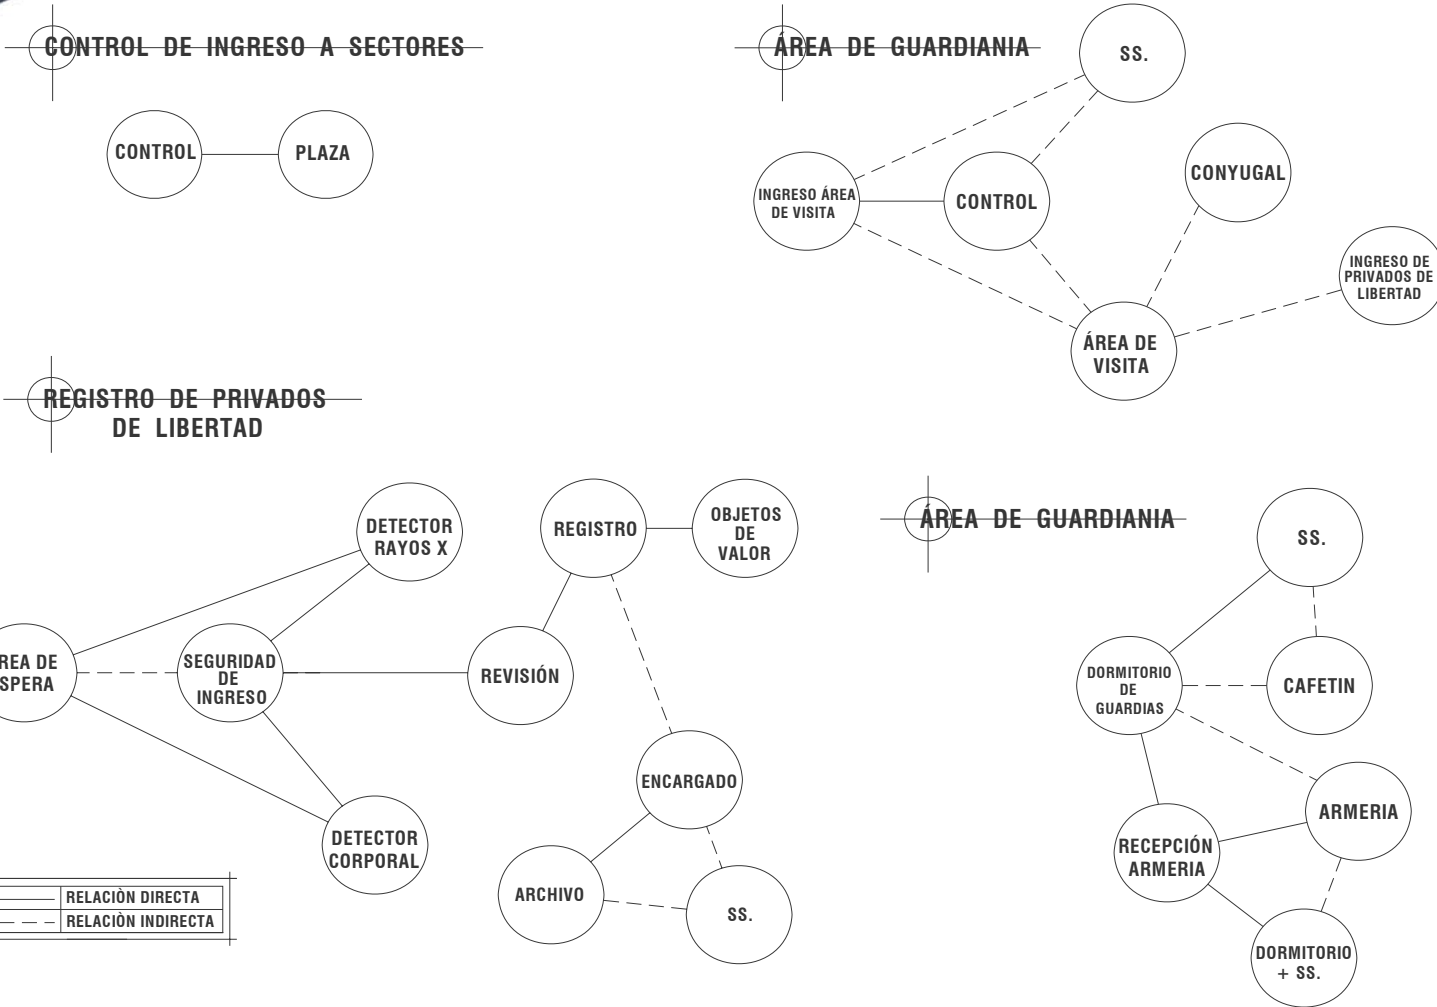 CONTROL DE INGRESO A SECTORES
CONTROL
PLAZA
ÁREA DE GUARDIANIA
SS.
CONYUGAL
INGRESO ÁREA
DE VISITA
CONTROL
INGRESO DE
PRIVADOS DE
LIBERTAD
ÁREA DE
VISITA
REGISTRO DE PRIVADOS
DE LIBERTAD
DETECTOR
RAYOS X
REGISTRO
OBJETOS
DE
VALOR
REA DE
SPERA
SEGURIDAD
DE
INGRESO
REVISIÓN
ENCARGADO
DETECTOR
CORPORAL
ARCHIVO
SS.
RELACIÒN DIRECTA
RELACIÒN INDIRECTA
ÁREA DE GUARDIANIA
SS.
DORMITORIO
DE
GUARDIAS
CAFETIN
ARMERIA
RECEPCIÓN
ARMERIA
DORMITORIO
+ SS.